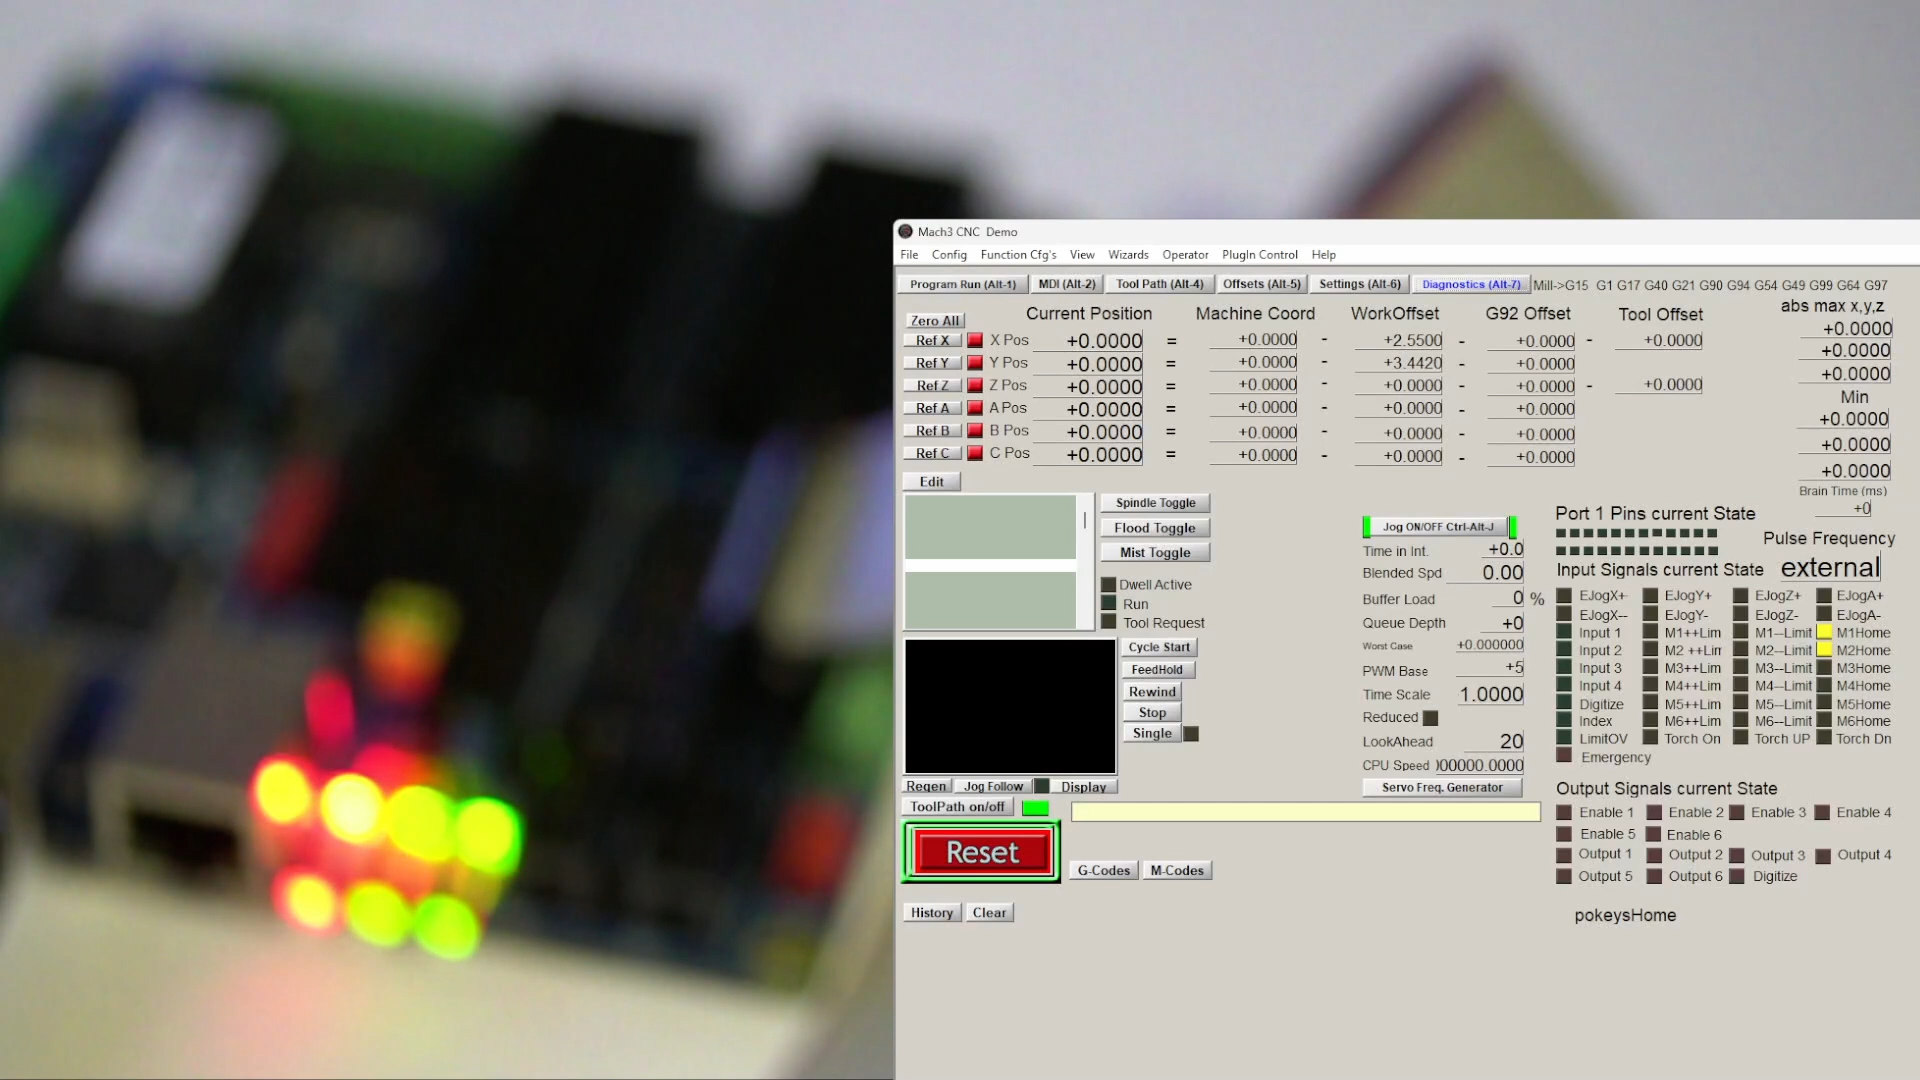 Mach3 CNC Demo
File Config Function Cfg's View Wizards Operator PlugIn Control Help
Program Run (Alt-1) MDI (Alt-2) Tool Path (Alt-4) Offsets (Alt-5) Settings (Alt-6) Diagnostics (Alt-7) Mill->G15 G1 G17 G40 G21 G90 G94 G54 G49 G99 G64 G97
Zero All Current Position Machine Coord WorkOffset G92 Offset Tool Offset abs max x,y,z
+0.0000
Ref X X Pos +0.0000 = +0.0000 - +2.5500 - +0.0000 - +0.0000
+0.0000
Ref Y Y Pos +0.0000 = +0.0000 - +3.4420 - +0.0000
+0.0000
Ref Z Z Pos +0.0000 = +0.0000 - +0.0000 - +0.0000 - +0.0000
Min
Ref A A Pos +0.0000 = +0.0000 - +0.0000 - +0.0000
+0.0000
Ref B B Pos +0.0000 = +0.0000 - +0.0000 - +0.0000
+0.0000
Ref C C Pos +0.0000 = +0.0000 - +0.0000 - +0.0000
+0.0000
Edit
Brain Time (ms)
+0
Spindle Toggle
Flood Toggle
Mist Toggle
Dwell Active
Run
Tool Request
Cycle Start
FeedHold
Rewind
Stop
Single
Regen Jog Follow Display
ToolPath on/off
Reset
G-Codes M-Codes
History Clear
Jog ON/OFF Ctrl-Alt-J
Time in Int. +0.0
Blended Spd 0.00
Buffer Load 0 %
Queue Depth +0
Worst Case +0.000000
PWM Base +5
Time Scale 1.0000
Reduced
LookAhead 20
CPU Speed 00000.0000
Servo Freq. Generator
Port 1 Pins current State
Pulse Frequency
Input Signals current State external
EJogX+ EJogY+ EJogZ+ EJogA+
EJogX-- EJogY- EJogZ- EJogA-
Input 1 M1++Lim M1--Limit M1Home
Input 2 M2 ++Lin M2--Limit M2Home
Input 3 M3++Lim M3--Limit M3Home
Input 4 M4++Lim M4--Limit M4Home
Digitize M5++Lim M5--Limit M5Home
Index M6++Lim M6--Limit M6Home
LimitOV Torch On Torch UP Torch Dn
Emergency
Output Signals current State
Enable 1 Enable 2 Enable 3 Enable 4
Enable 5 Enable 6
Output 1 Output 2 Output 3 Output 4
Output 5 Output 6 Digitize
pokeysHome